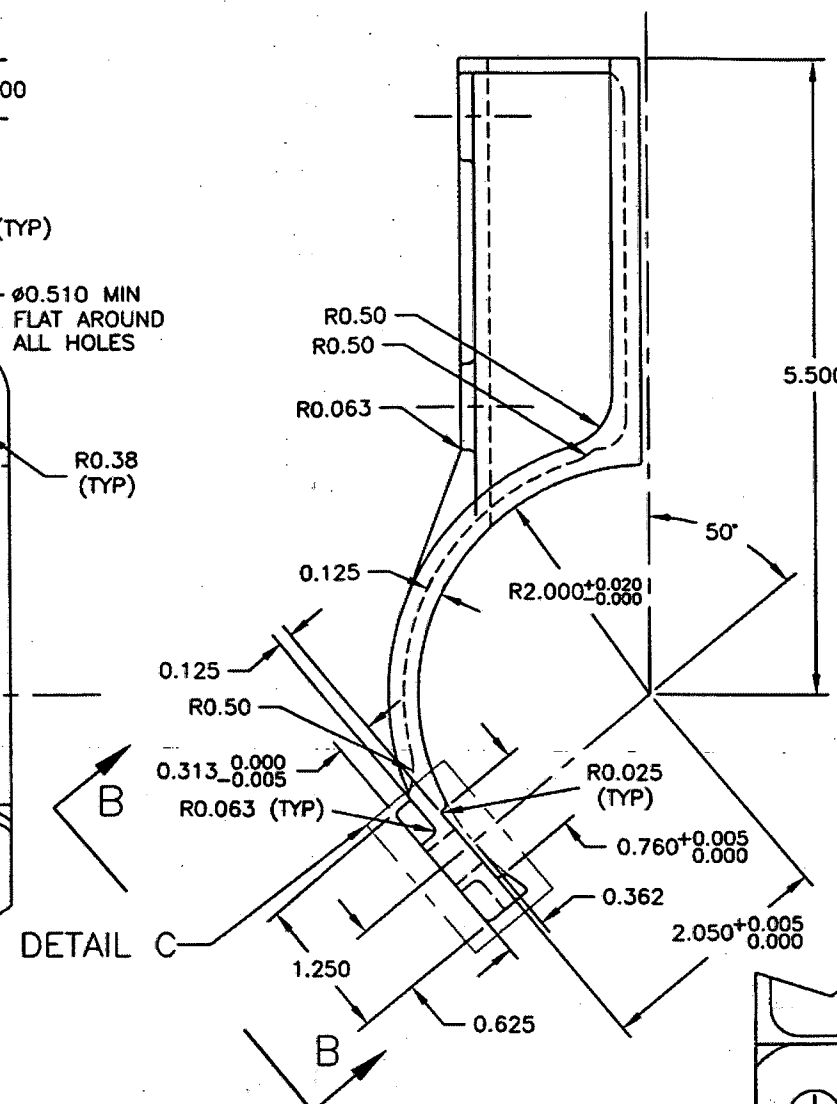 00
(TYP)
ø0.510 MIN
FLAT AROUND
ALL HOLES
R0.38
(TYP)
R0.50
R0.50
R0.063
5.500
50°
0.125
R2.000 +0.020
-0.000
0.125
R0.50
0.313 0.000
-0.005
R0.063 (TYP)
R0.025
(TYP)
0.760 +0.005
0.000
0.362
2.050 +0.005
0.000
B
DETAIL C
1.250
0.625
B